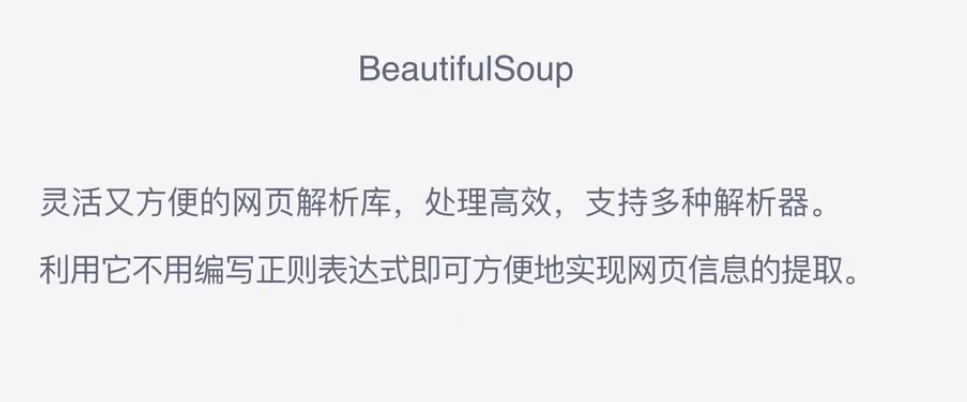 BeautifulSoup
灵活又方便的网页解析库，处理高效，支持多种解析器。
利用它不用编写正则表达式即可方便地实现网页信息的提取。